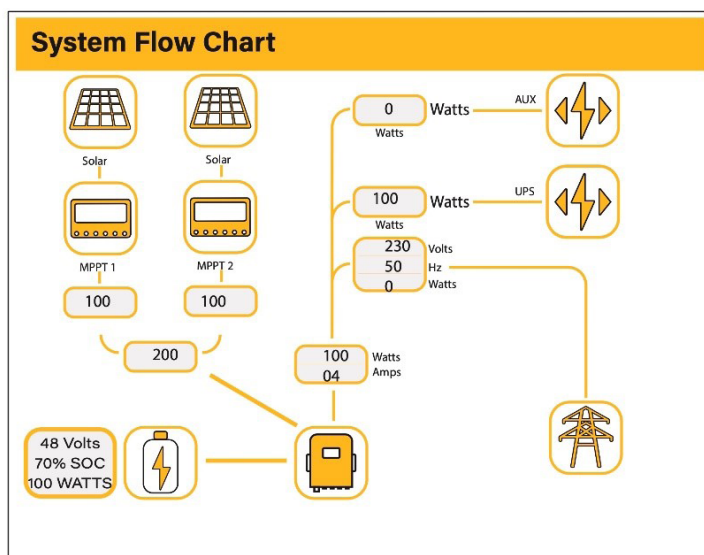 System Flow Chart
Solar
Solar
MPPT 1
MPPT 2
100
100
200
0 Watts
Watts
AUX
100 Watts
Watts
UPS
230 Volts
50 Hz
0 Watts
100 Watts
04 Amps
48 Volts
70% SOC
100 WATTS